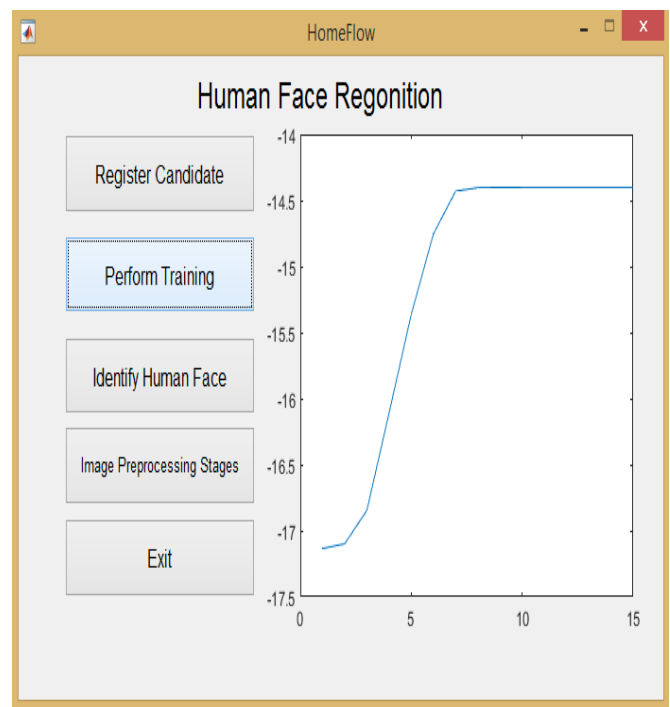 HomeFlow
Human Face Regonition
Register Candidate
Perform Training
Identify Human Face
Image Preprocessing Stages
Exit
-14
-14.5
-15
-15.5
-16
-16.5
-17
-17.5
0 5 10 15